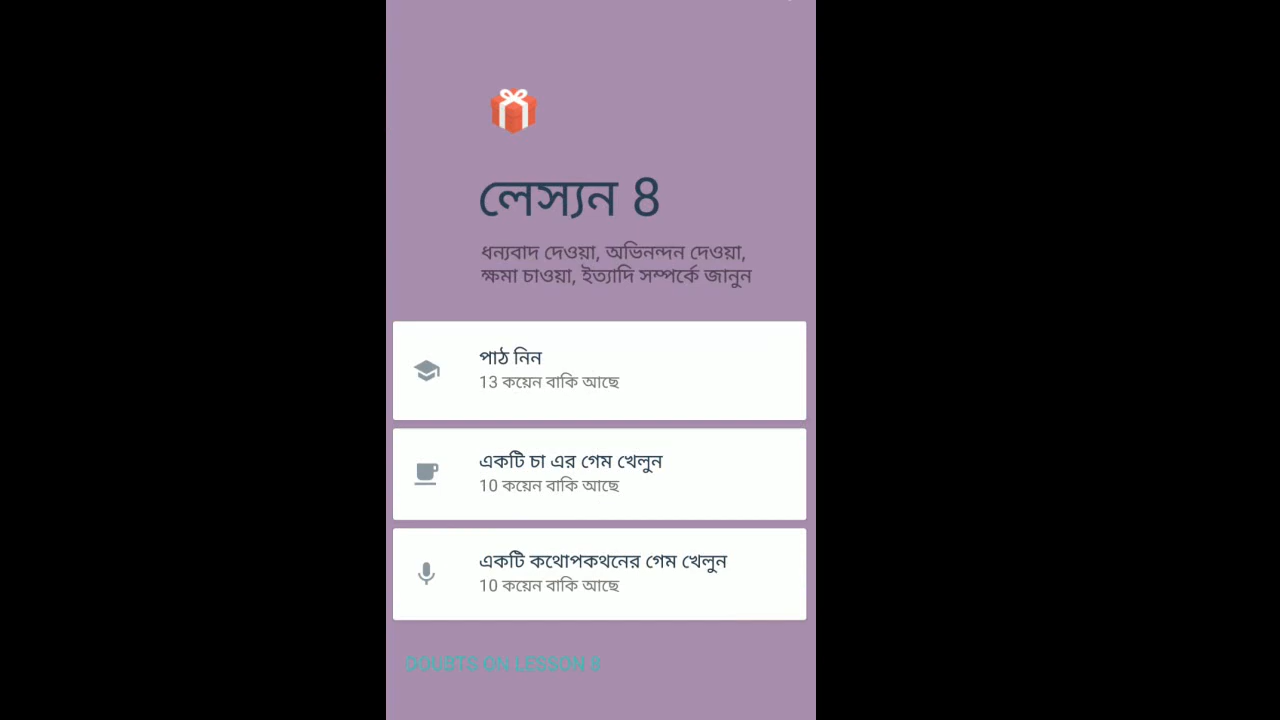 লেস্যন 8
ধন্যবাদ দেওয়া, অভিনন্দন দেওয়া,
ক্ষমা চাওয়া, ইত্যাদি সম্পর্কে জানুন
পাঠ নিন
13 কয়েন বাকি আছে
একটি চা এর গেম খেলুন
10 কয়েন বাকি আছে
একটি কথোপকথনের গেম খেলুন
10 কয়েন বাকি আছে
DOUBTS ON LESSON 8